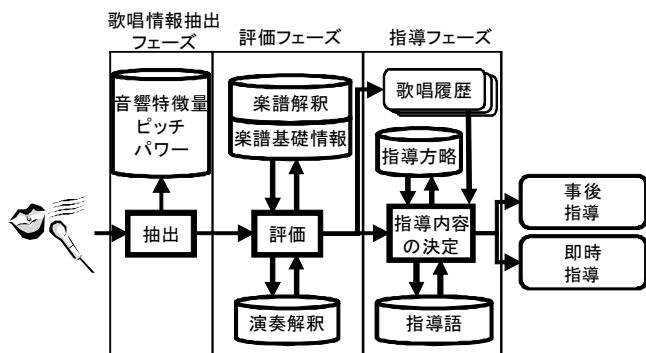 歌唱情報抽出
フェーズ
評価フェーズ
指導フェーズ
音響特徴量
ピッチ
パワー
楽譜解釈
楽譜基礎情報
歌唱履歴
指導方略
抽出
評価
指導内容
の決定
事後
指導
即時
指導
演奏解釈
指導語